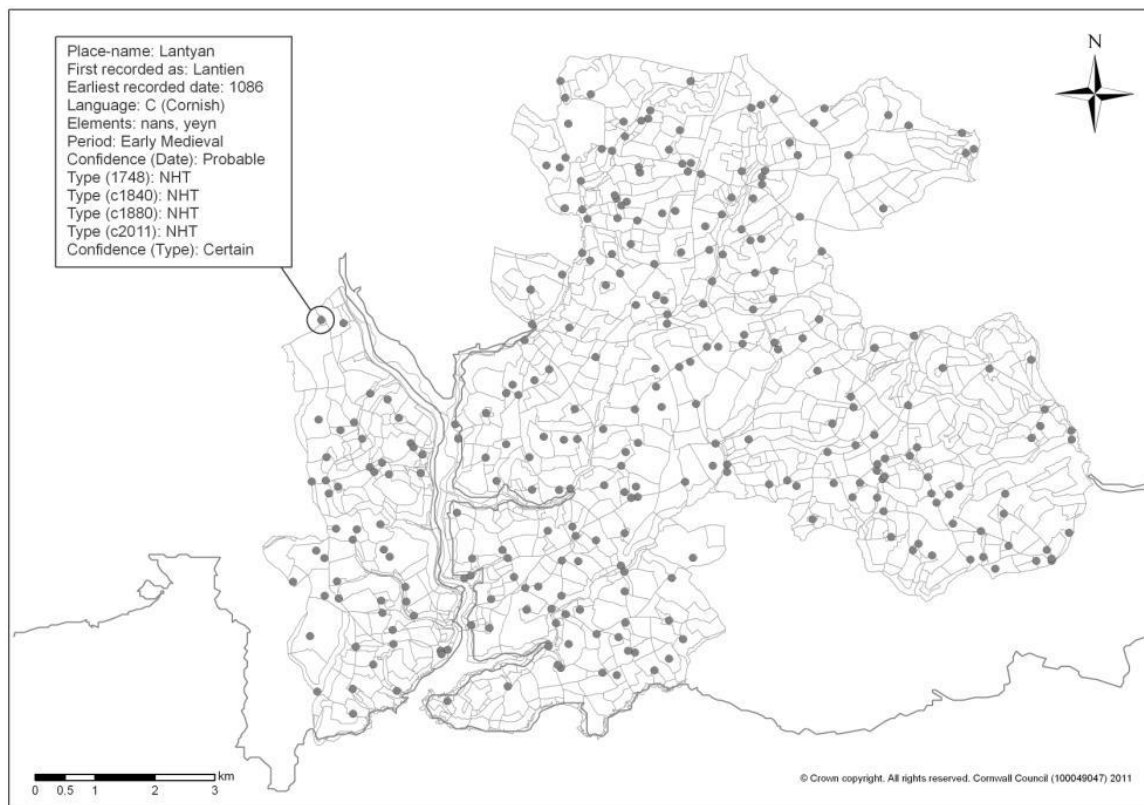 Place-name: Lantyan
First recorded as: Lantien
Earliest recorded date: 1086
Language: C (Cornish)
Elements: nans, yeyn
Period: Early Medieval
Confidence (Date): Probable
Type (1748): NHT
Type (c1840): NHT
Type (c1880): NHT
Type (c2011): NHT
Confidence (Type): Certain
N
km
0 0.5 1 2 3
© Crown copyright. All rights reserved. Cornwall Council (100049047) 2011